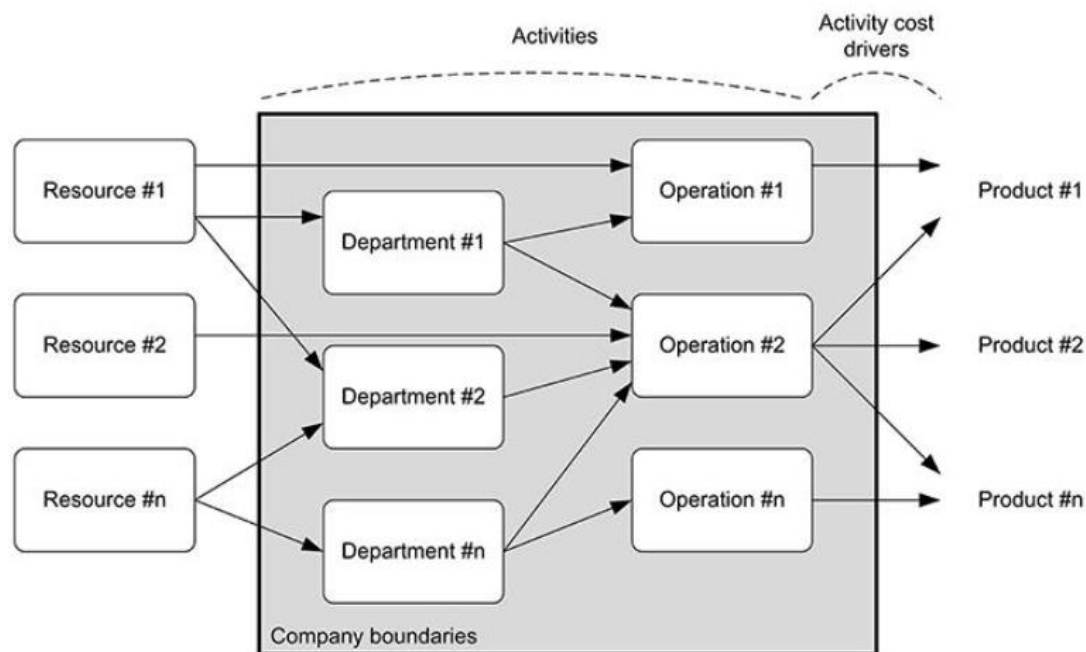 Activities
Activity cost
drivers
Resource #1
Operation #1
Product #1
Department #1
Resource #2
Operation #2
Product #2
Department #2
Resource #n
Operation #n
Product #n
Department #n
Company boundaries